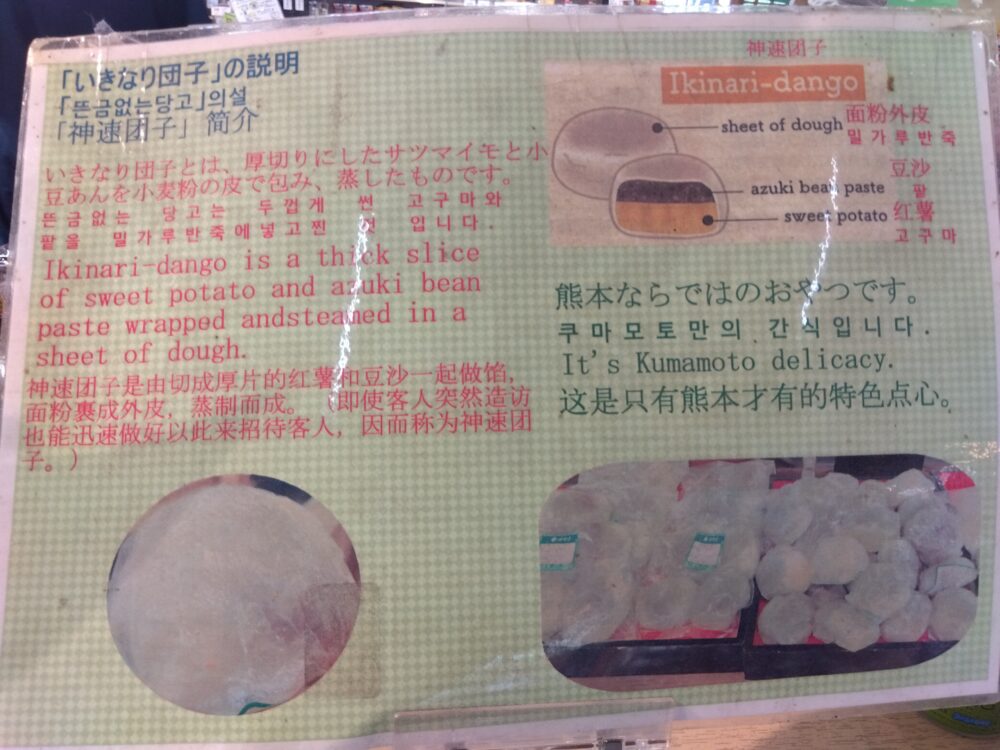 「いきなり団子」の説明
「뜬금없는당고」의설
「神速团子」 简介
いきなり団子とは、厚切りにしたサツマイモと小
豆あんを小麦粉の皮で包み、蒸したものです。
뜬금없는 당고는 두껍게 썬 고구마와
팥을 밀가루반죽에넣고찐 것 입니다.
Ikinari-dango is a thick slice
of sweet potato and azuki bean
paste wrapped andsteamed in a
sheet of dough.
神速团子是由切成厚片的红薯和豆沙一起做馅，
面粉裹成外皮，蒸制而成。（即使客人突然造访
也能迅速做好以此来招待客人，因而称为神速团
子。）
神速团子
Ikinari-dango
sheet of dough 面粉外皮
밀가루반죽
豆沙
azuki bean paste 팥
sweet potato 红薯
고구마
熊本ならではのおやつです。
쿠마모토만의 간식입니다.
It's Kumamoto delicacy.
这是只有熊本才有的特色点心。